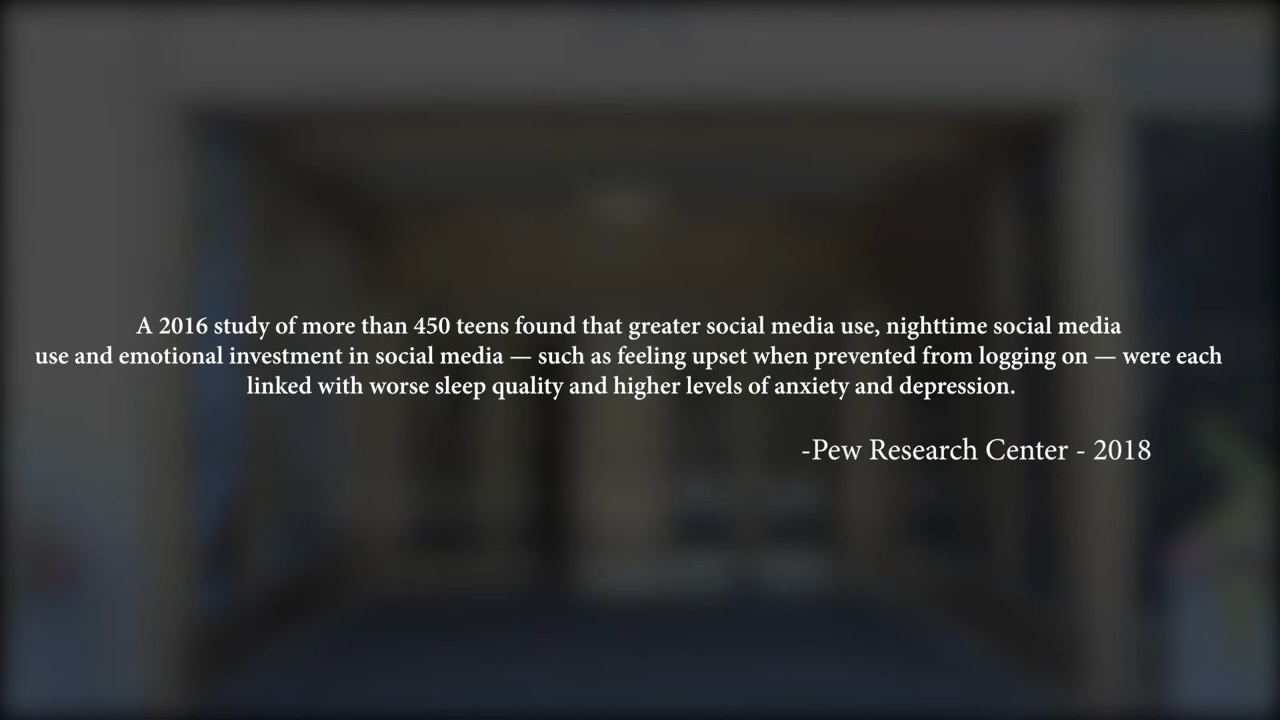 A 2016 study of more than 450 teens found that greater social media use, nighttime social media
use and emotional investment in social media — such as feeling upset when prevented from logging on — were each
linked with worse sleep quality and higher levels of anxiety and depression.
-Pew Research Center - 2018